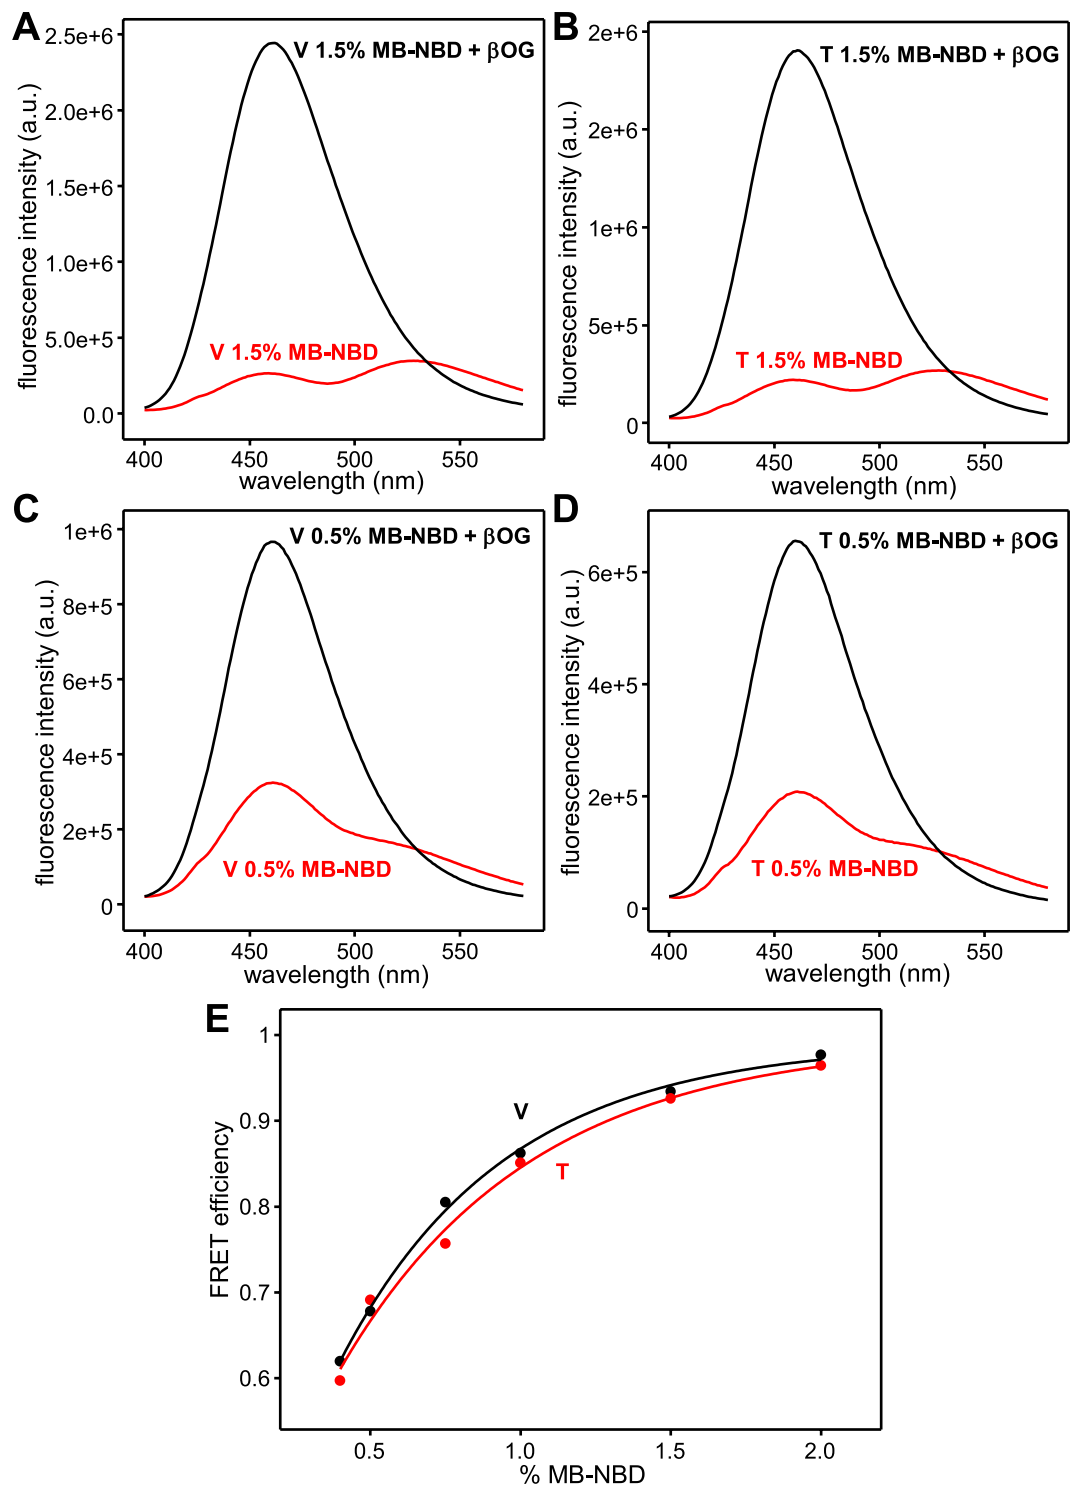 A
V 1.5% MB-NBD + βOG
V 1.5% MB-NBD
2.5e+6
2.0e+6
1.5e+6
1.0e+6
5.0e+5
0.0
400 450 500 550
wavelength (nm)
fluorescence intensity (a.u.)
B
T 1.5% MB-NBD + βOG
T 1.5% MB-NBD
2e+6
2e+6
1e+6
5e+5
0
400 450 500 550
wavelength (nm)
fluorescence intensity (a.u.)
C
V 0.5% MB-NBD + βOG
V 0.5% MB-NBD
1e+6
8e+5
6e+5
4e+5
2e+5
0
400 450 500 550
wavelength (nm)
fluorescence intensity (a.u.)
D
T 0.5% MB-NBD + βOG
T 0.5% MB-NBD
6e+5
4e+5
2e+5
0
400 450 500 550
wavelength (nm)
fluorescence intensity (a.u.)
E
V
T
1
0.9
0.8
0.7
0.6
0.5 1.0 1.5 2.0
% MB-NBD
FRET efficiency